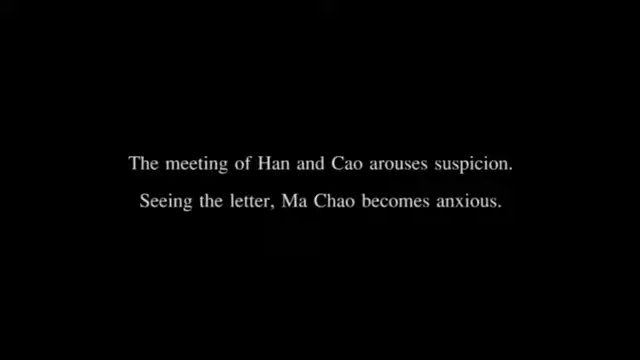 The meeting of Han and Cao arouses suspicion.
Seeing the letter, Ma Chao becomes anxious.